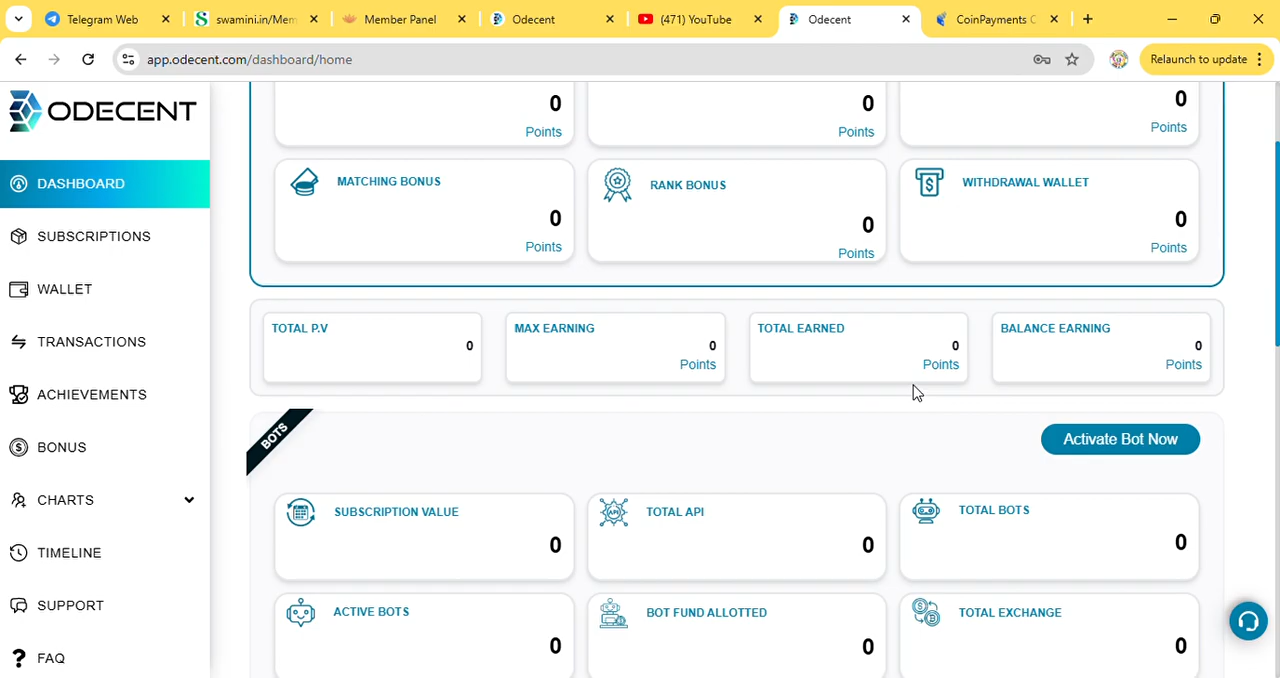 Telegram Web
swamini.in/Mem
Member Panel
Odecent
(471) YouTube
Odecent
CoinPayments C
app.odecent.com/dashboard/home
Relaunch to update
ODECENT
DASHBOARD
SUBSCRIPTIONS
WALLET
TRANSACTIONS
ACHIEVEMENTS
BONUS
CHARTS
TIMELINE
SUPPORT
FAQ
0
Points
0
Points
0
Points
MATCHING BONUS
0
Points
RANK BONUS
0
Points
WITHDRAWAL WALLET
0
Points
TOTAL P.V
0
MAX EARNING
0
Points
TOTAL EARNED
0
Points
BALANCE EARNING
0
Points
BOTS
Activate Bot Now
SUBSCRIPTION VALUE
0
API
TOTAL API
0
TOTAL BOTS
0
ACTIVE BOTS
0
BOT FUND ALLOTTED
0
TOTAL EXCHANGE
0